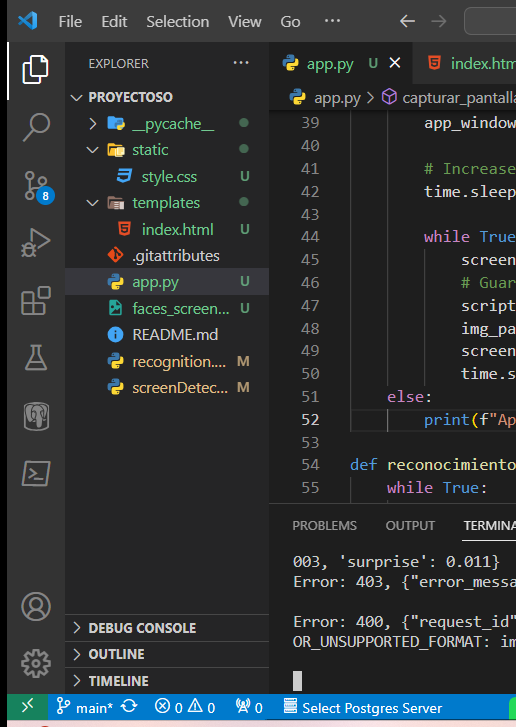 File Edit Selection View Go ···
EXPLORER ···
PROYECTOSO
__pycache__
static
style.css U
templates
index.html U
.gitattributes
app.py U
faces_screen... U
README.md
recognition.... M
screenDetec... M
8
DEBUG CONSOLE
OUTLINE
TIMELINE
app.py U index.htm
app.py > capturar_pantalla
39 app_window
40
41 # Increase
42 time.sleep
43
44 while True
45 screen
46 # Guar
47 script
48 img_pa
49 screen
50 time.s
51 else:
52 print(f"Ap
53
54 def reconocimiento
55 while True:
PROBLEMS OUTPUT TERMINA
003, 'surprise': 0.011}
Error: 403, {"error_messa
Error: 400, {"request_id"
OR_UNSUPPORTED_FORMAT: im
main* 0 0 0 Select Postgres Server